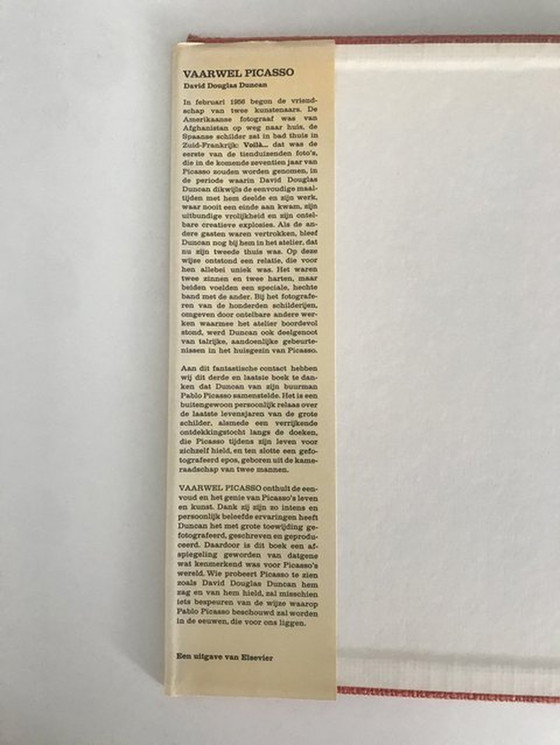 VAARWEL PICASSO
David Douglas Duncan
In februari 1956 begon de vriend-
schap van twee kunstenaars. De
Amerikaanse fotograaf was van
Afghanistan op weg naar huis, de
Spaanse schilder zat in bad thuis in
Zuid-Frankrijk: Voilà... dat was de
eerste van de tienduizenden foto's,
die in de komende zeventien jaar van
Picasso zouden worden genomen, in
de periode waarin David Douglas
Duncan dikwijls de eenvoudige maal-
tijden met hem deelde en zijn werk,
waar nooit een einde aan kwam, zijn
uitbundige vrolijkheid en zijn ontel-
bare creatieve explosies. Als de an-
dere gasten waren vertrokken, bleef
Duncan nog bij hem in het atelier, dat
nu zijn tweede thuis was. Op deze
wijze ontstond een relatie, die voor
hen allebei uniek was. Het waren
twee zinnen en twee harten, maar
beiden voelden een speciale, hechte
band met de ander. Bij het fotografe-
ren van de honderden schilderijen,
omgeven door ontelbare andere wer-
ken waarmee het atelier boordevol
stond, werd Duncan ook deelgenoot
van talrijke, aandoenlijke gebeurte-
nissen in het huisgezin van Picasso.
Aan dit fantastische contact hebben
wij dit derde en laatste boek te dan-
ken dat Duncan van zijn buurman
Pablo Picasso samenstelde. Het is een
buitengewoon persoonlijk relaas over
de laatste levensjaren van de grote
schilder, alsmede een verrijkende
ontdekkingstocht langs de doeken,
die Picasso tijdens zijn leven voor
zichzelf hield, en ten slotte een gefo-
tografeerd epos, geboren uit de kame-
raadschap van twee mannen.
VAARWEL PICASSO onthult de een-
voud en het genie van Picasso's leven
en kunst. Dank zij zijn zo intens en
persoonlijk beleefde ervaringen heeft
Duncan het met grote toewijding ge-
fotografeerd, geschreven en geprodu-
ceerd. Daardoor is dit boek een af-
spiegeling geworden van datgene
wat kenmerkend was voor Picasso's
wereld. Wie probeert Picasso te zien
zoals David Douglas Duncan hem
zag en van hem hield, zal misschien
iets bespeuren van de wijze waarop
Pablo Picasso beschouwd zal worden
in de eeuwen, die voor ons liggen.
Een uitgave van Elsevier